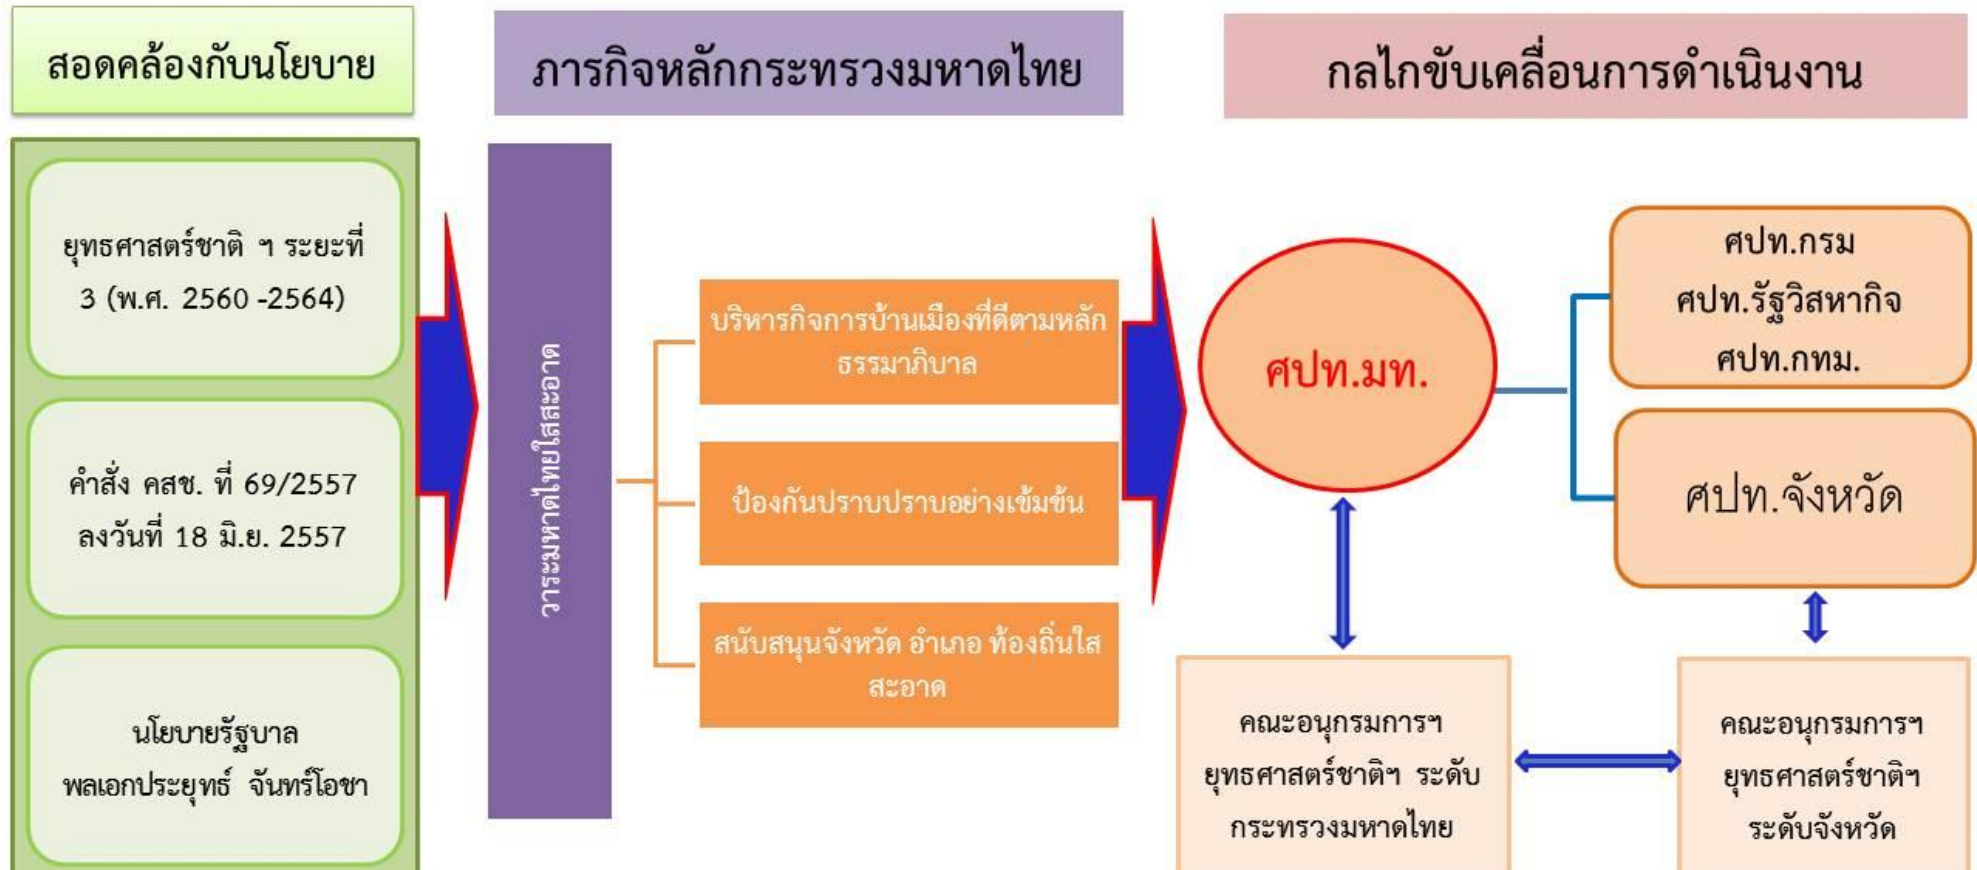 สอดคล้องกับนโยบาย
ยุทธศาสตร์ชาติ ฯ ระยะที่
3 (พ.ศ. 2560 -2564)
คำสั่ง คสช. ที่ 69/2557
ลงวันที่ 18 มิ.ย. 2557
นโยบายรัฐบาล
พลเอกประยุทธ์ จันทร์โอชา
ภารกิจหลักกระทรวงมหาดไทย
วาระมหาดไทยใสสะอาด
บริหารกิจการบ้านเมืองที่ดีตามหลัก
ธรรมาภิบาล
ป้องกันปราบปราบอย่างเข้มข้น
สนับสนุนจังหวัด อำเภอ ท้องถิ่นใส
สะอาด
กลไกขับเคลื่อนการดำเนินงาน
ศปท.มท.
ศปท.กรม
ศปท.รัฐวิสหากิจ
ศปท.กทม.
ศปท.จังหวัด
คณะอนุกรมการฯ
ยุทธศาสตร์ชาติฯ ระดับ
กระทรวงมหาดไทย
คณะอนุกรมการฯ
ยุทธศาสตร์ชาติฯ
ระดับจังหวัด